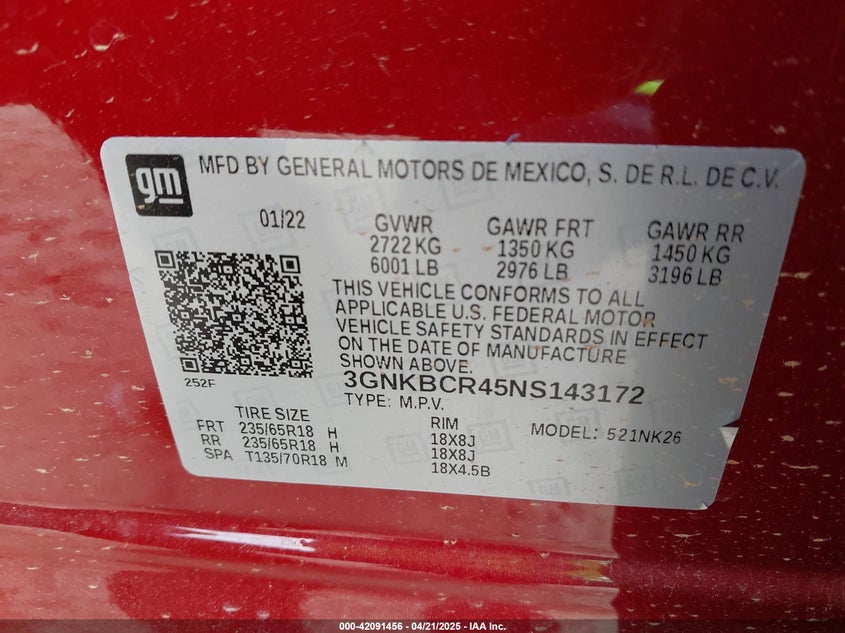 gm
MFD BY GENERAL MOTORS DE MEXICO, S. DE R.L. DE C.V.
01/22 GVWR GAWR FRT GAWR RR
2722 KG 1350 KG 1450 KG
6001 LB 2976 LB 3196 LB
THIS VEHICLE CONFORMS TO ALL
APPLICABLE U.S. FEDERAL MOTOR
VEHICLE SAFETY STANDARDS IN EFFECT
ON THE DATE OF MANUFACTURE
SHOWN ABOVE.
252F
3GNKBCR45NS143172
TYPE: M.P.V.
TIRE SIZE RIM MODEL: 521NK26
FRT 235/65R18 H 18X8J
RR 235/65R18 H 18X8J
SPA T135/70R18 M 18X4.5B
000-42091456 - 04/21/2025 - IAA Inc.